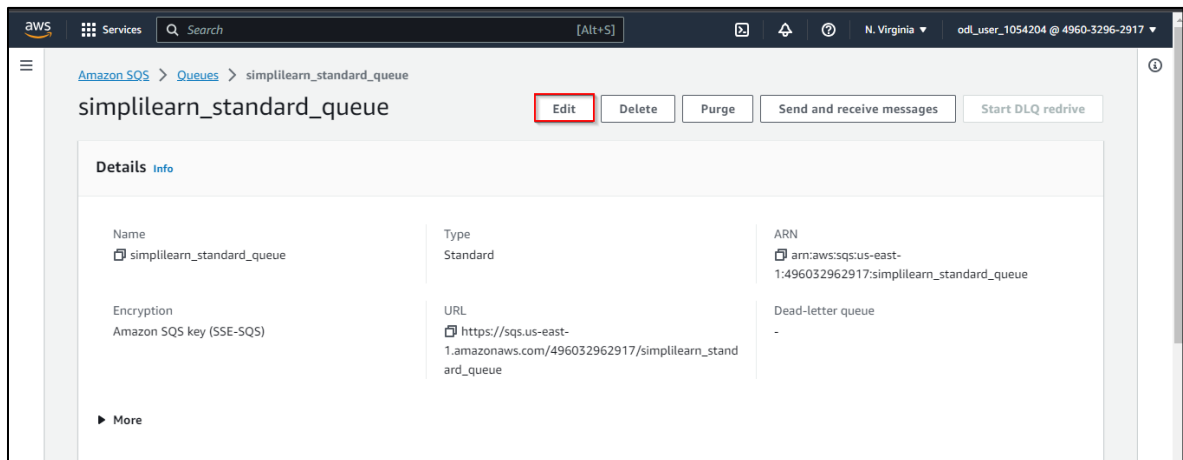 aws Services Search [Alt+S] N. Virginia ▼ odl_user_1054204 @ 4960-3296-2917 ▼
Amazon SQS > Queues > simplilearn_standard_queue
simplilearn_standard_queue Edit Delete Purge Send and receive messages Start DLQ redrive
Details Info
Name Type ARN
simplilearn_standard_queue Standard arn:aws:sqs:us-east-
1:496032962917:simplilearn_standard_queue
Encryption URL Dead-letter queue
Amazon SQS key (SSE-SQS) https://sqs.us-east- -
1.amazonaws.com/496032962917/simplilearn_stand
ard_queue
▶ More